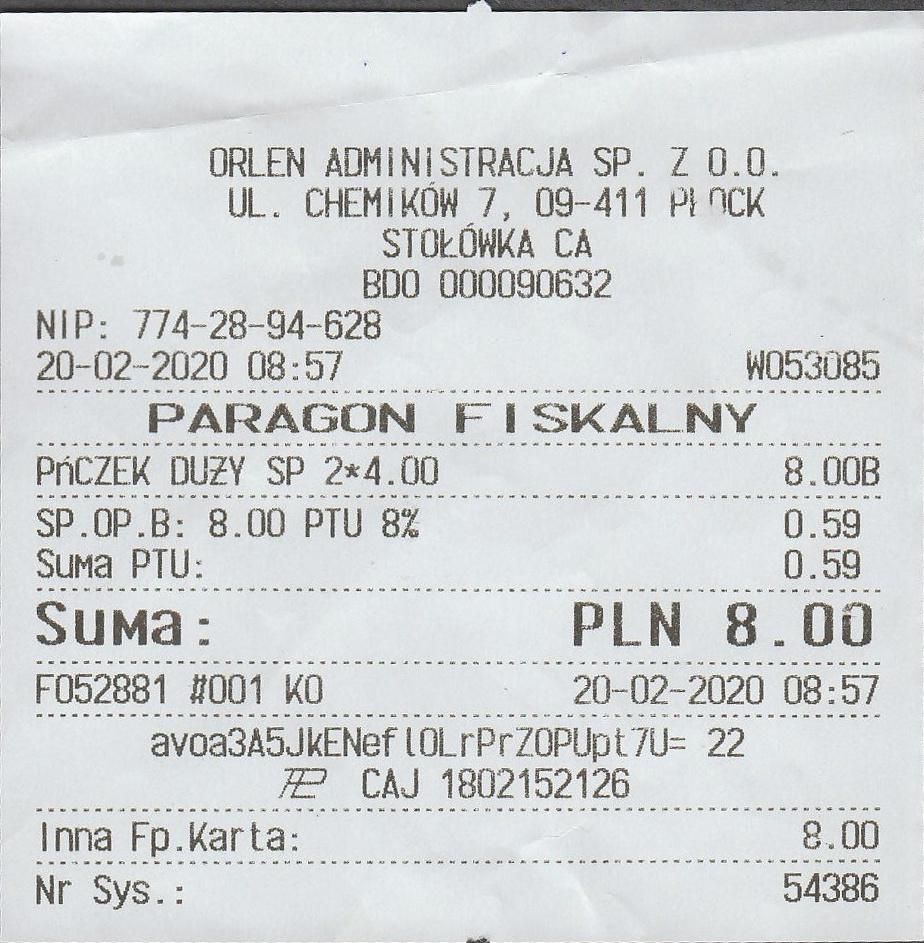 ORLEN ADMINISTRACJA SP. Z O.O.
UL. CHEMIKÓW 7, 09-411 PŁOCK
STOŁÓWKA CA
BDO 000090632
NIP: 774-28-94-628
20-02-2020 08:57 W053085
PARAGON FISKALNY
PńCZEK DUŻY SP 2*4.00 8.00B
SP.OP.B: 8.00 PTU 8% 0.59
Suma PTU: 0.59
Suma: PLN 8.00
F052881 #001 KO 20-02-2020 08:57
avoa3A5JkENeflOLrPrZOPUpt7U= 22
CAJ 1802152126
Inna Fp.Karta: 8.00
Nr Sys.: 54386